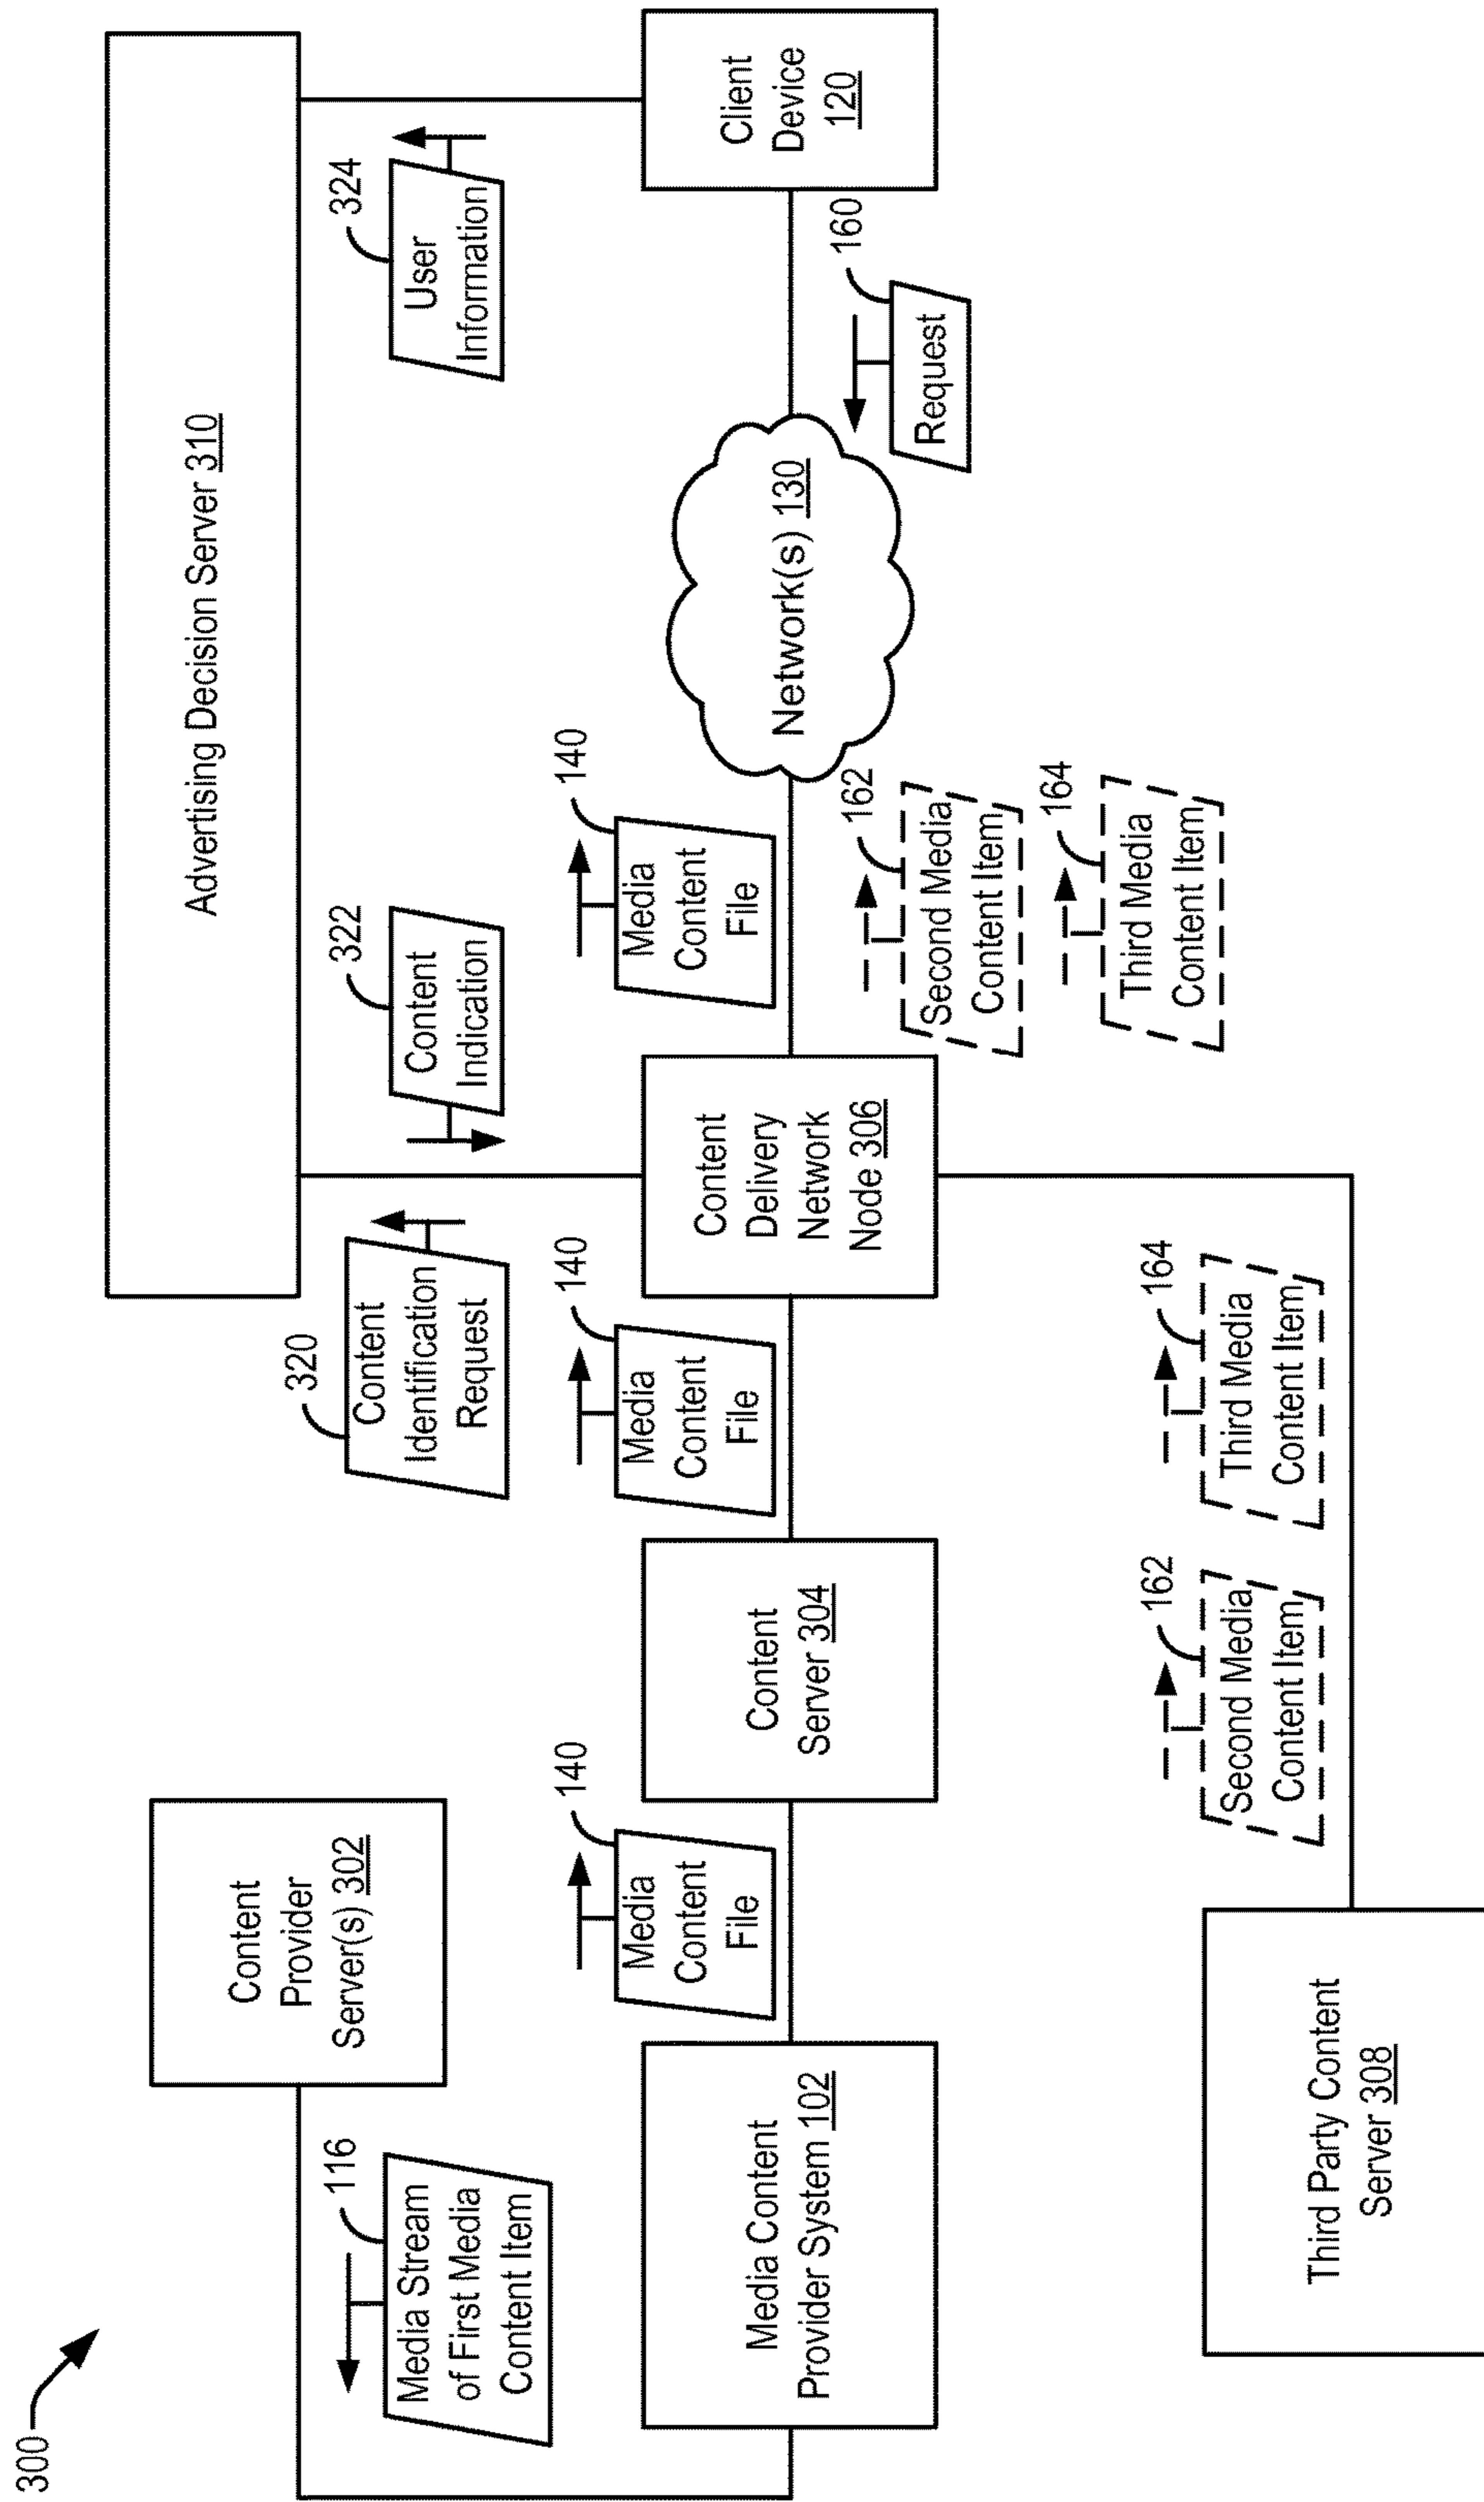 300
Advertising Decision Server 310
Content
Provider
Server(s) 302
116
Media Stream
of First Media
Content Item
320
Content
Identification
Request
322
Content
Indication
324
User
Information
140
Media
Content
File
140
Media
Content
File
140
Media
Content
File
Media Content
Provider System 102
Content
Server 304
Content
Delivery
Network
Node 306
Network(s) 130
Client
Device
120
160
Request
162
Second Media
Content Item
164
Third Media
Content Item
162
Second Media
Content Item
164
Third Media
Content Item
Third Party Content
Server 308